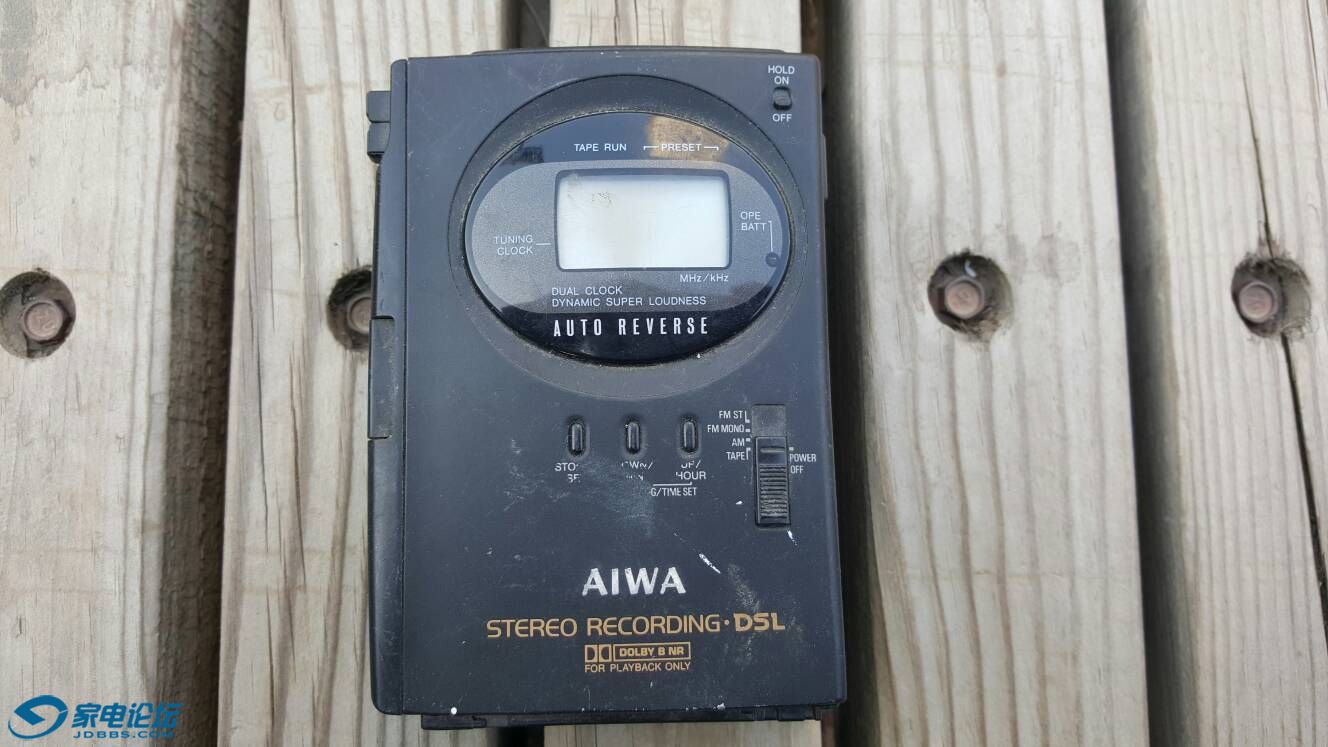 HOLD
ON
OFF
TAPE RUN PRESET
OPE
BATT
TUNING
CLOCK
MHz/kHz
DUAL CLOCK
DYNAMIC SUPER LOUDNESS
AUTO REVERSE
FM ST
FM MONO
AM
TAPE
POWER
OFF
HOUR
/TIME SET
AIWA
STEREO RECORDING·DSL
DOLBY B NR
FOR PLAYBACK ONLY
家电论坛
JDBBS.COM